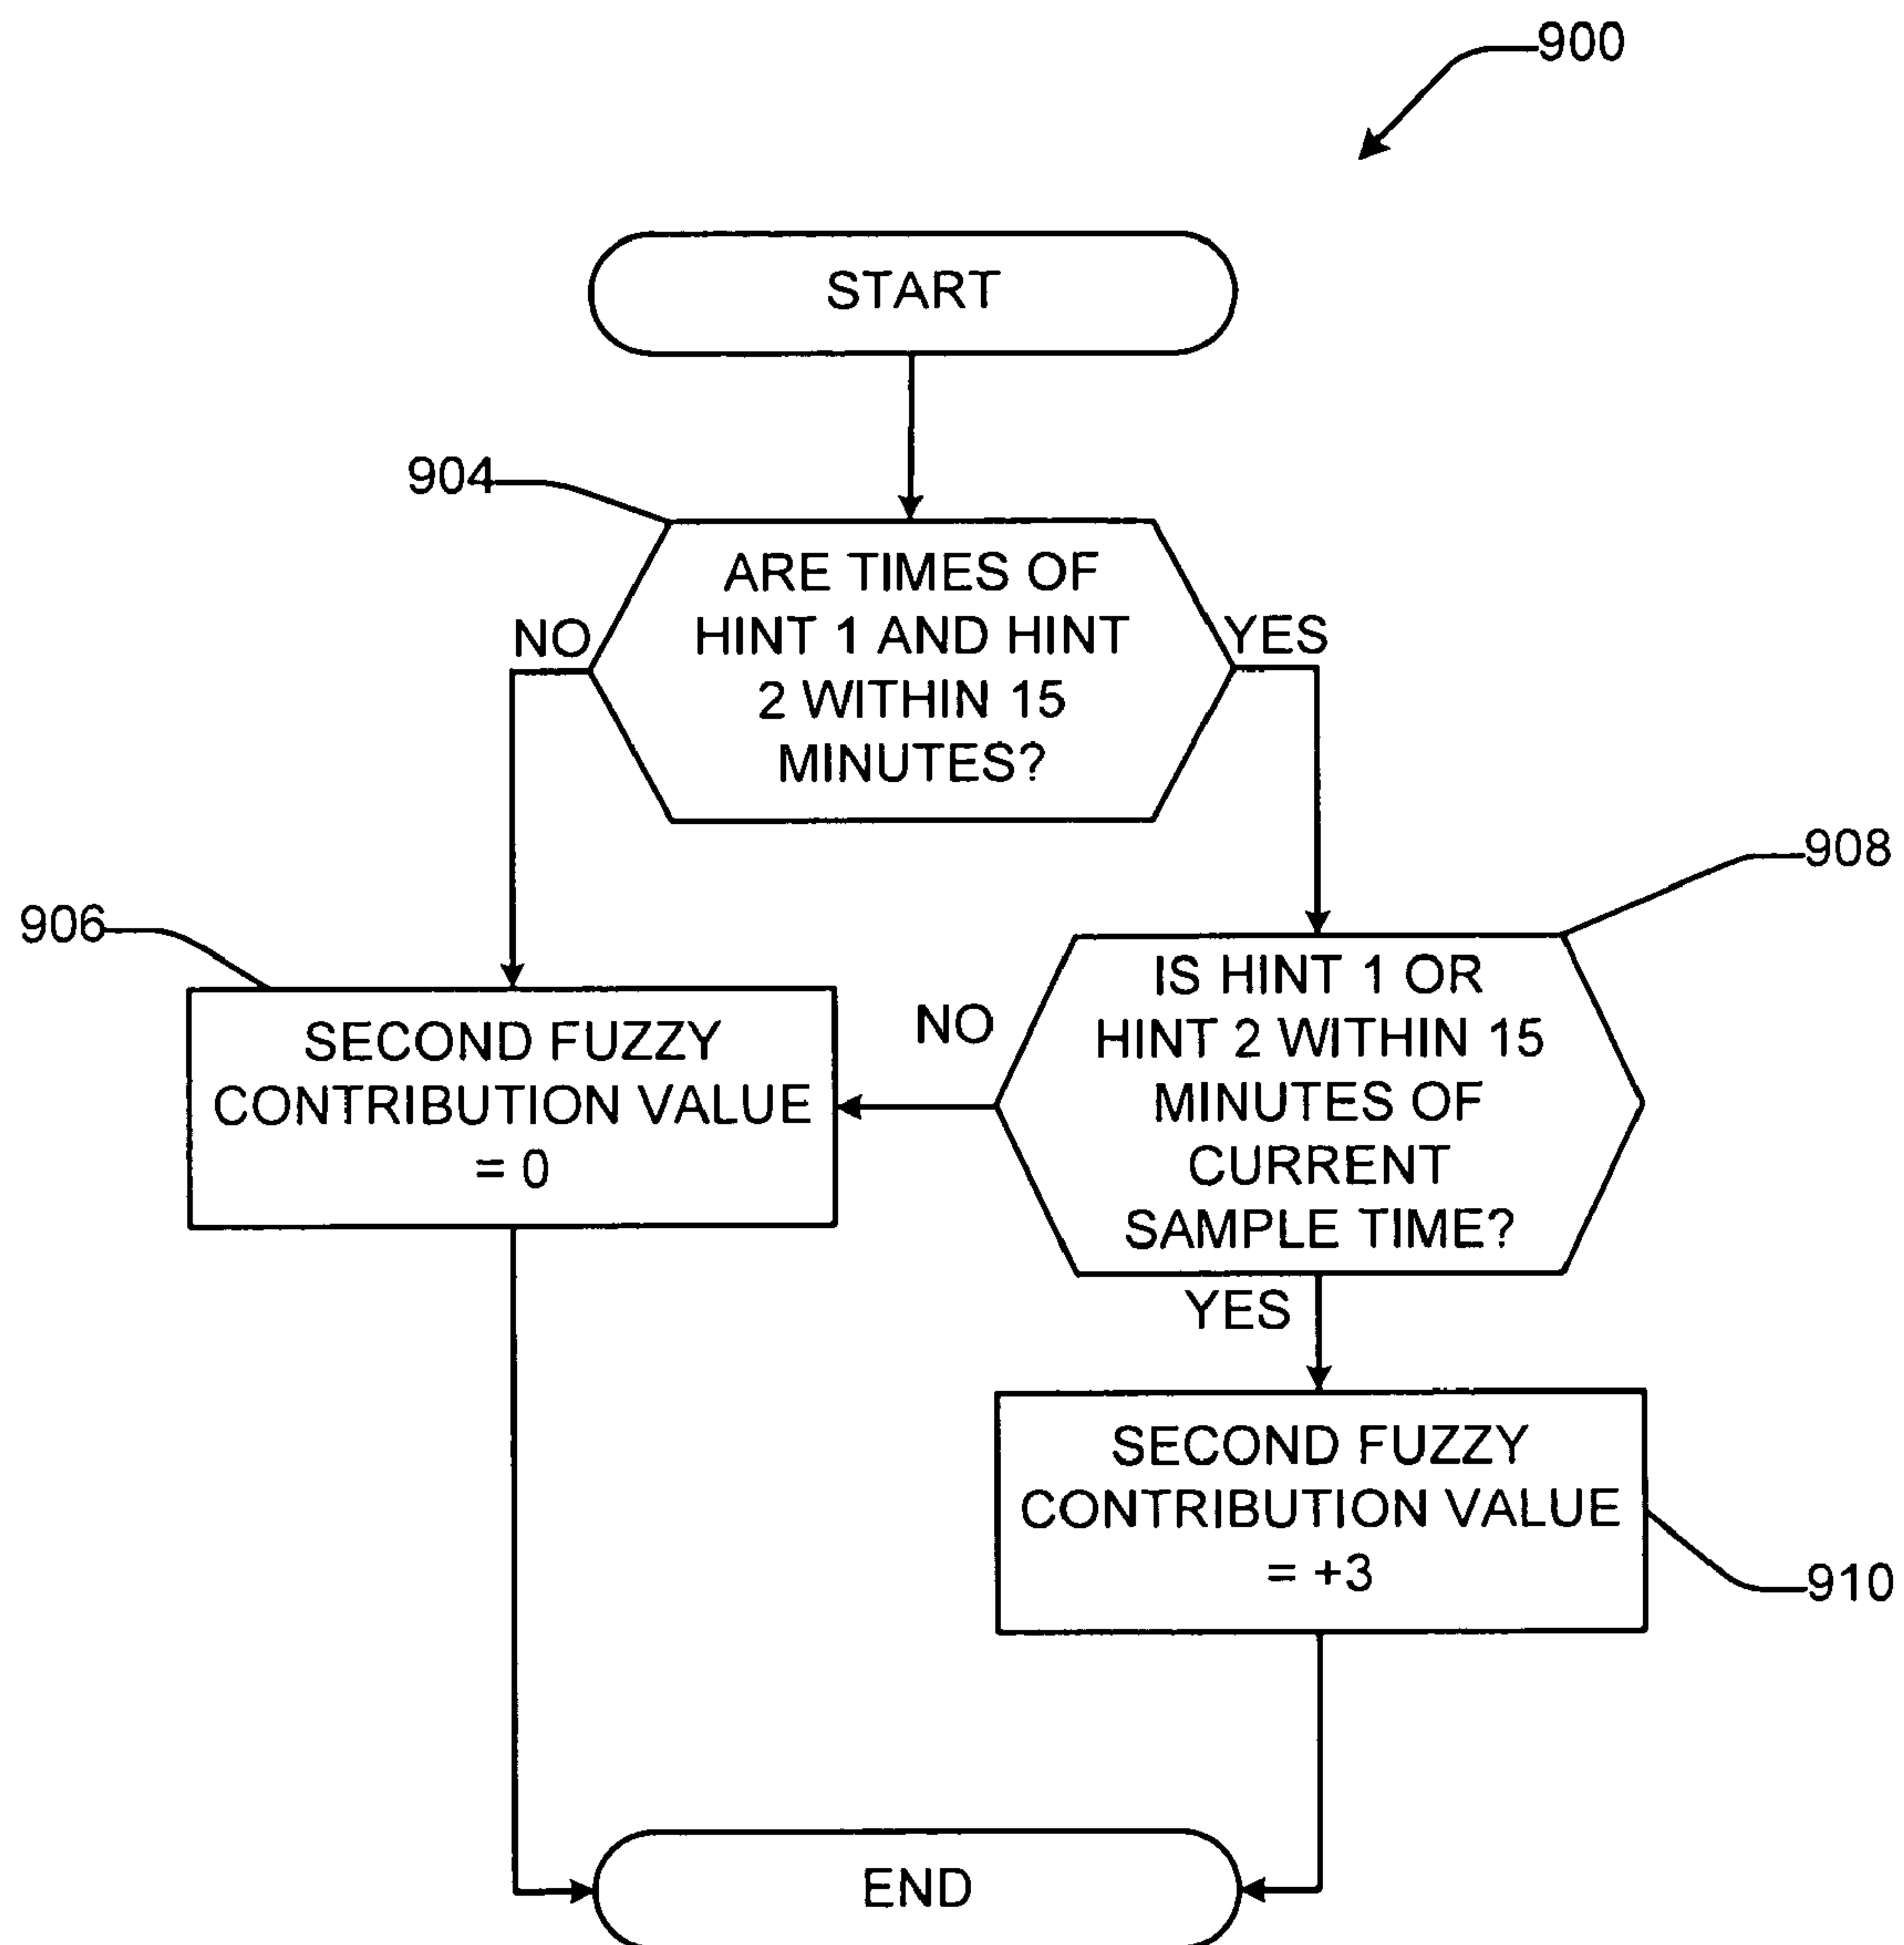 900
START
904
ARE TIMES OF
HINT 1 AND HINT
2 WITHIN 15
MINUTES?
NO
YES
908
906
IS HINT 1 OR
HINT 2 WITHIN 15
MINUTES OF
CURRENT
SAMPLE TIME?
NO
SECOND FUZZY
CONTRIBUTION VALUE
= 0
YES
SECOND FUZZY
CONTRIBUTION VALUE
= +3
910
END